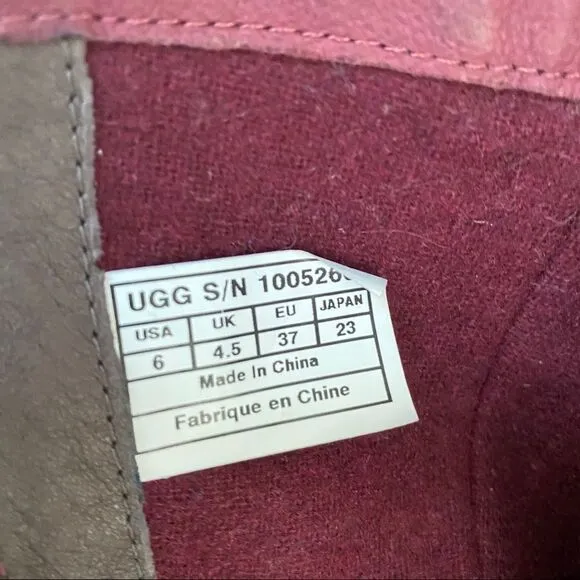 UGG S/N 100526
USA UK EU JAPAN
6 4.5 37 23
Made In China
Fabrique en Chine